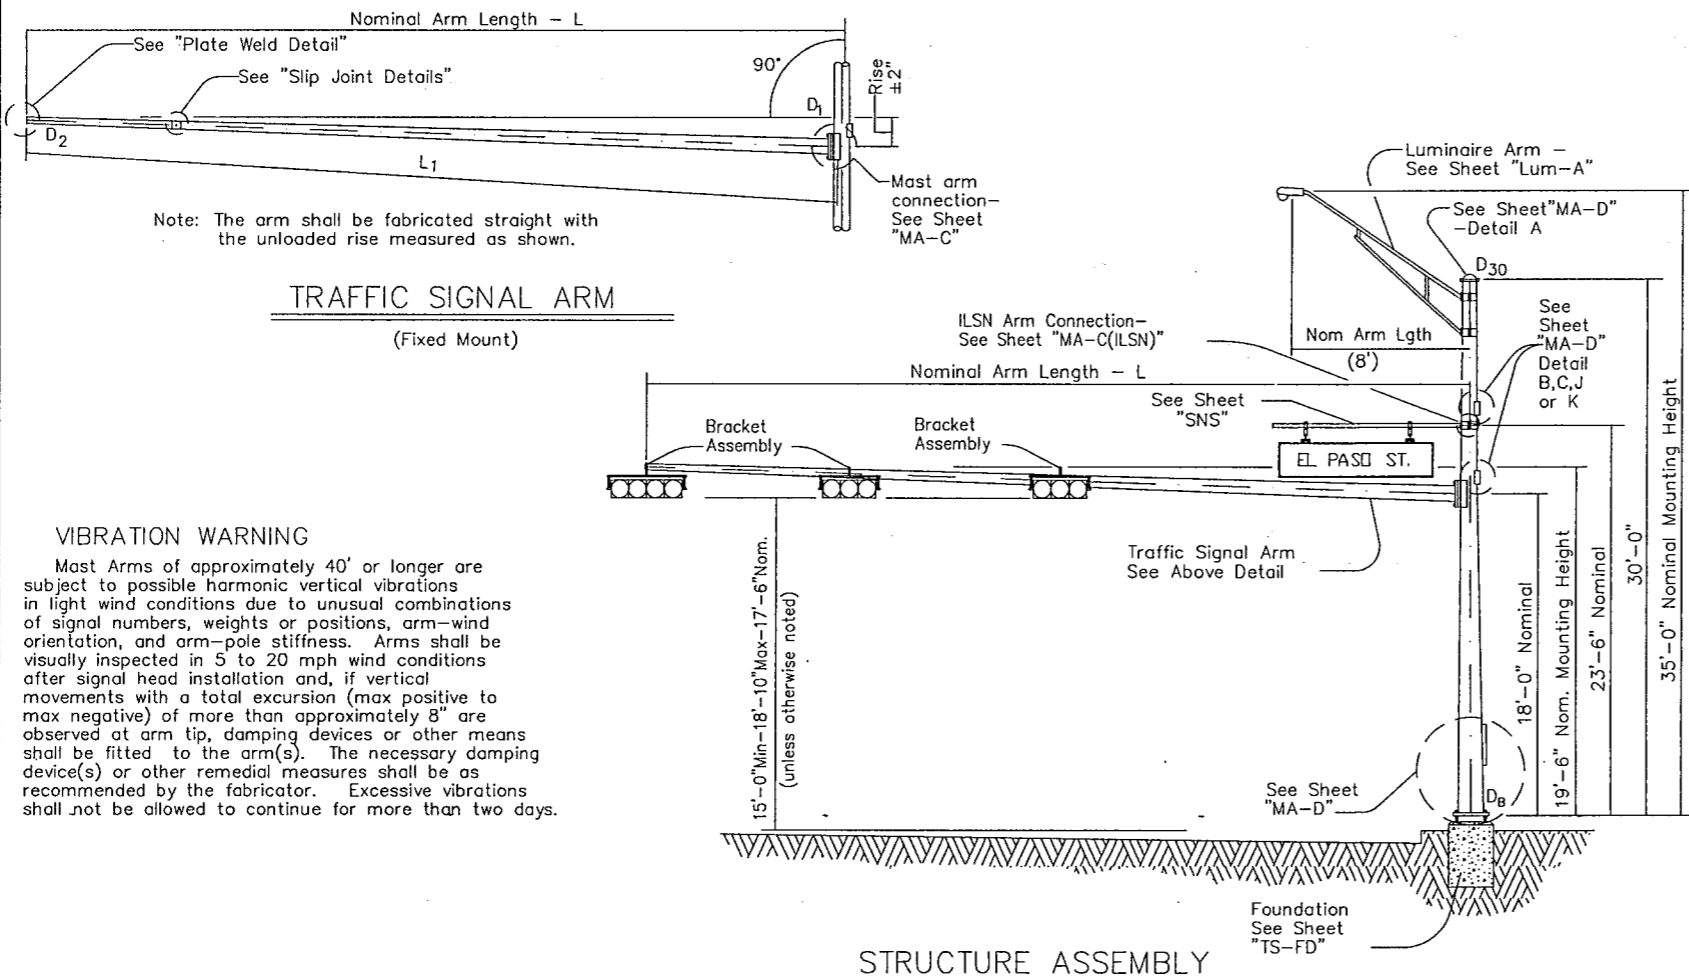 Nominal Arm Length - L
See "Plate Weld Detail"
See "Slip Joint Details"
90°
Rise
±2"
D1
D2
L1
Mast arm
connection-
See Sheet
"MA-C"
Note: The arm shall be fabricated straight with
the unloaded rise measured as shown.
TRAFFIC SIGNAL ARM
(Fixed Mount)
Luminaire Arm -
See Sheet "Lum-A"
See Sheet"MA-D"
-Detail A
D30
See
Sheet
"MA-D"
Detail
B,C,J
or K
ILSN Arm Connection-
See Sheet "MA-C(ILSN)"
Nom Arm Lgth
(8')
Nominal Arm Length - L
See Sheet
"SNS"
Bracket
Assembly
Bracket
Assembly
EL PASO ST.
Traffic Signal Arm
See Above Detail
15'-0"Min-18'-10"Max-17'-6"Nom.
(unless otherwise noted)
18'-0" Nominal
19'-6" Nom. Mounting Height
23'-6" Nominal
30'-0"
35'-0" Nominal Mounting Height
VIBRATION WARNING
Mast Arms of approximately 40' or longer are
subject to possible harmonic vertical vibrations
in light wind conditions due to unusual combinations
of signal numbers, weights or positions, arm-wind
orientation, and arm-pole stiffness. Arms shall be
visually inspected in 5 to 20 mph wind conditions
after signal head installation and, if vertical
movements with a total excursion (max positive to
max negative) of more than approximately 8" are
observed at arm tip, damping devices or other means
shall be fitted to the arm(s). The necessary damping
device(s) or other remedial measures shall be as
recommended by the fabricator. Excessive vibrations
shall not be allowed to continue for more than two days.
See Sheet
"MA-D"
DB
Foundation
See Sheet
"TS-FD"
STRUCTURE ASSEMBLY